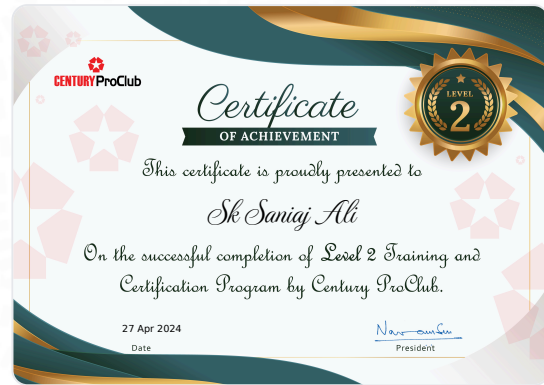 CENTURY ProClub
Certificate
OF ACHIEVEMENT
LEVEL
2
This certificate is proudly presented to
Sk Saniaj Ali
On the successful completion of Level 2 Training and
Certification Program by Century ProClub.
27 Apr 2024
Date
President